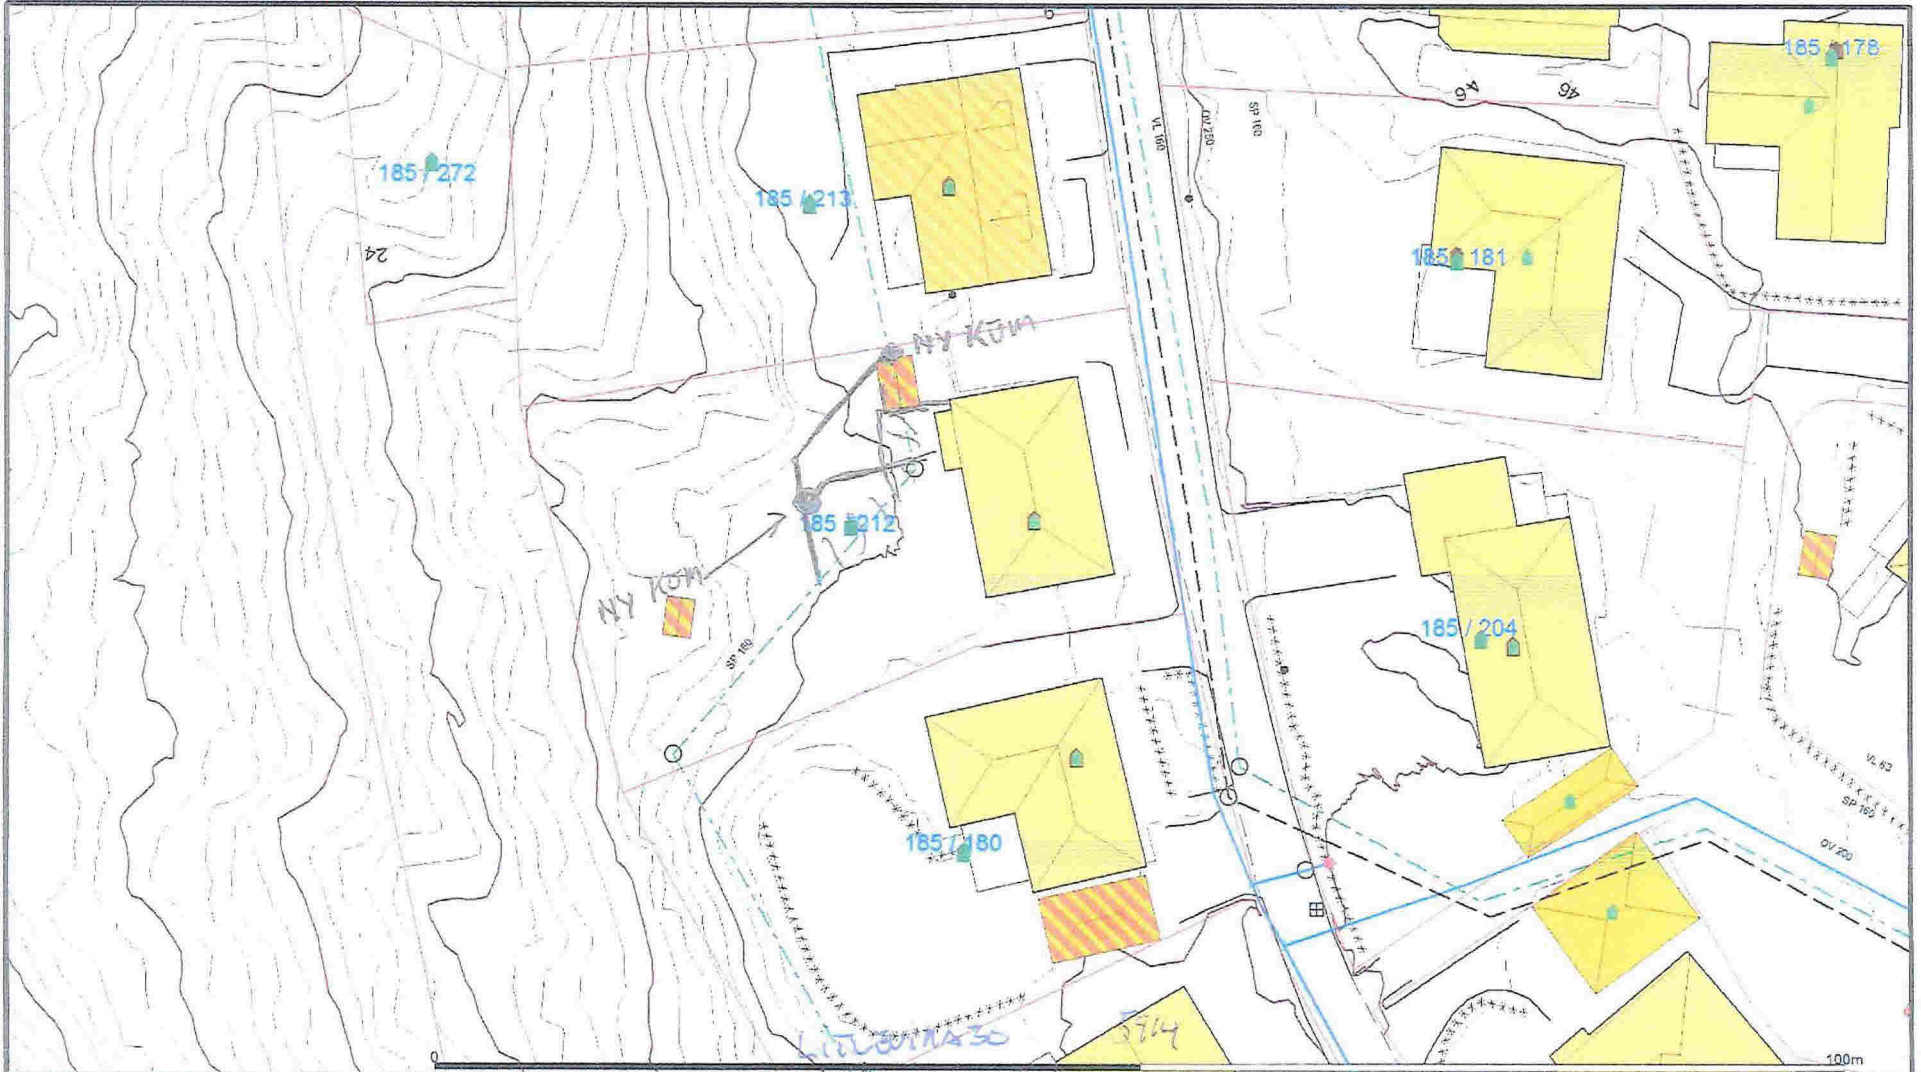 185 / 178
46
46
SP 160
OV 250
VL 160
185 / 272
185 / 213
24
185 / 181
NY KUM
185 / 212
NY KUM
SP 160
185 / 204
VL 63
SP 160
OV 200
185 / 180
0
100m